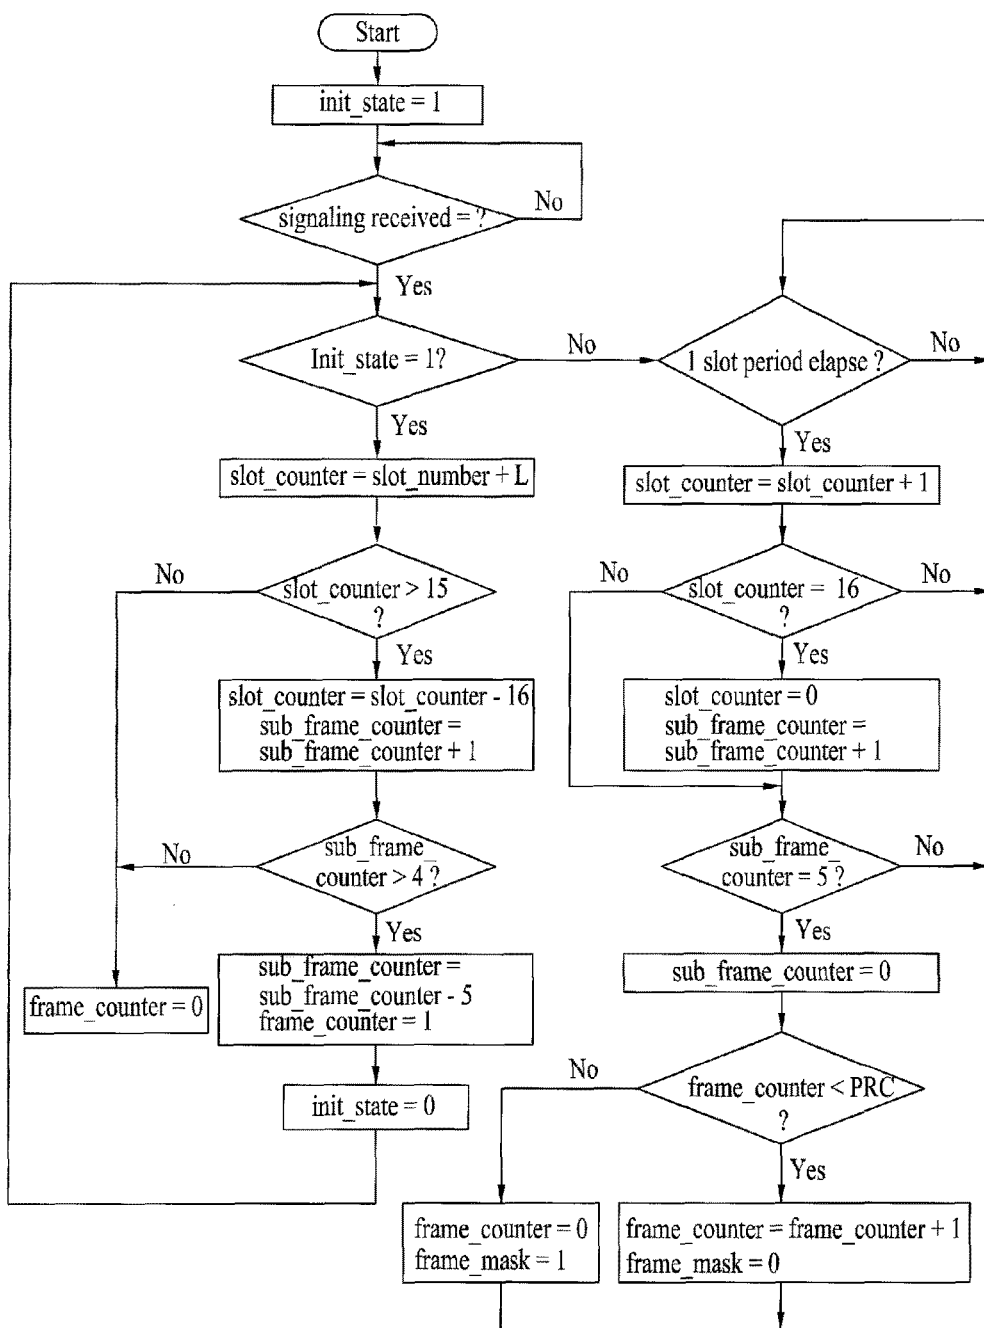 Start
init_state = 1
signaling received = ?
No
Yes
Init_state = 1?
No
1 slot period elapse ?
No
Yes
Yes
slot_counter = slot_number + L
slot_counter = slot_counter + 1
No
slot_counter > 15
?
No
slot_counter = 16
?
No
Yes
Yes
slot_counter = slot_counter - 16
sub_frame_counter =
sub_frame_counter + 1
slot_counter = 0
sub_frame_counter =
sub_frame_counter + 1
No
sub_frame_
counter > 4 ?
sub_frame_
counter = 5 ?
No
Yes
Yes
frame_counter = 0
sub_frame_counter =
sub_frame_counter - 5
frame_counter = 1
sub_frame_counter = 0
init_state = 0
No
frame_counter < PRC
?
Yes
frame_counter = 0
frame_mask = 1
frame_counter = frame_counter + 1
frame_mask = 0